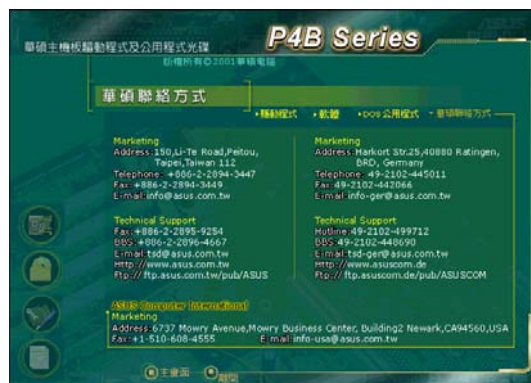 P4B Series
華碩主機板驅動程式及公用程式光碟
版權所有©2001華碩電腦
華碩聯絡方式
驅動程式 軟體 DOS公用程式 華碩聯絡方式
Marketing
Address:150,Li-Te Road,Peitou,
Taipei,Taiwan 112
Telephone: +886-2-2894-3447
Fax:+886-2-2894-3449
E-mail:info@asus.com.tw
Technical Support
Fax:+886-2-2895-9254
BBS:+886-2-2896-4667
E-mail:tsd@asus.com.tw
Http://www.asus.com.tw
Ftp://ftp.asus.com.tw/pub/ASUS
Marketing
Address:Harkort Str.25,40880 Ratingen,
BRD, Germany
Telephone: 49-2102-445011
Fax:49-2102-442066
E-mail:info-ger@asus.com.tw
Technical Support
Hotline:49-2102-499712
BBS:49-2102-448690
E-mail:tsd-ger@asus.com.tw
Http://www.asuscom.de
Ftp://ftp.asuscom.de/pub/ASUSCOM
ASUS Computer International
Marketing
Address:6737 Mowry Avenue,Mowry Business Center, Building2 Newark,CA94560,USA
Fax:+1-510-608-4555 E-mail:info-usa@asus.com.tw
主畫面 離開